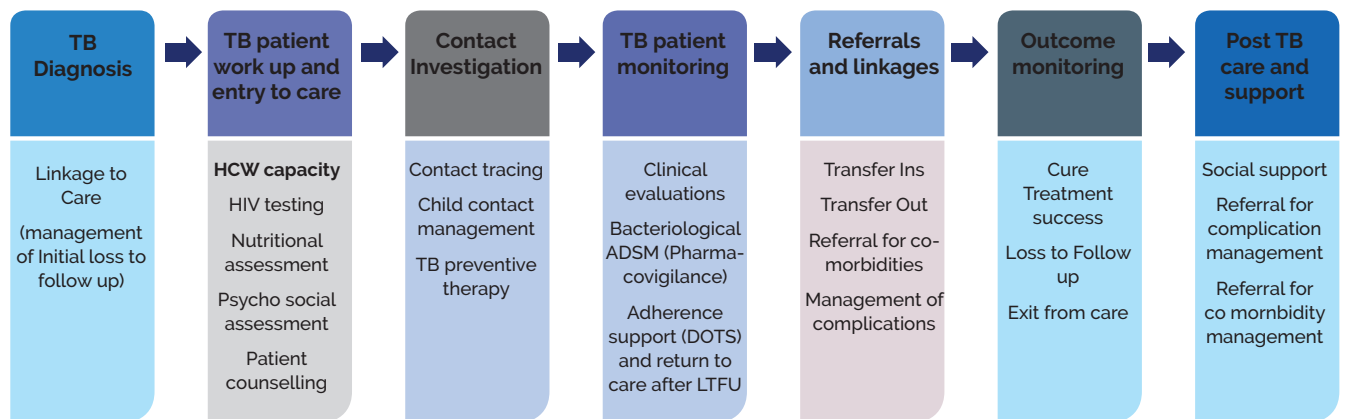 TB
Diagnosis
Linkage to
Care
(management
of Initial loss to
follow up)
TB patient
work up and
entry to care
HCW capacity
HIV testing
Nutritional
assessment
Psycho social
assessment
Patient
counselling
Contact
Investigation
Contact tracing
Child contact
management
TB preventive
therapy
TB patient
monitoring
Clinical
evaluations
Bacteriological
ADSM (Pharma-
covigilance)
Adherence
support (DOTS)
and return to
care after LTFU
Referrals
and linkages
Transfer Ins
Transfer Out
Referral for co-
morbidities
Management of
complications
Outcome
monitoring
Cure
Treatment
success
Loss to Follow
up
Exit from care
Post TB
care and
support
Social support
Referral for
complication
management
Referral for
co mornbidity
management